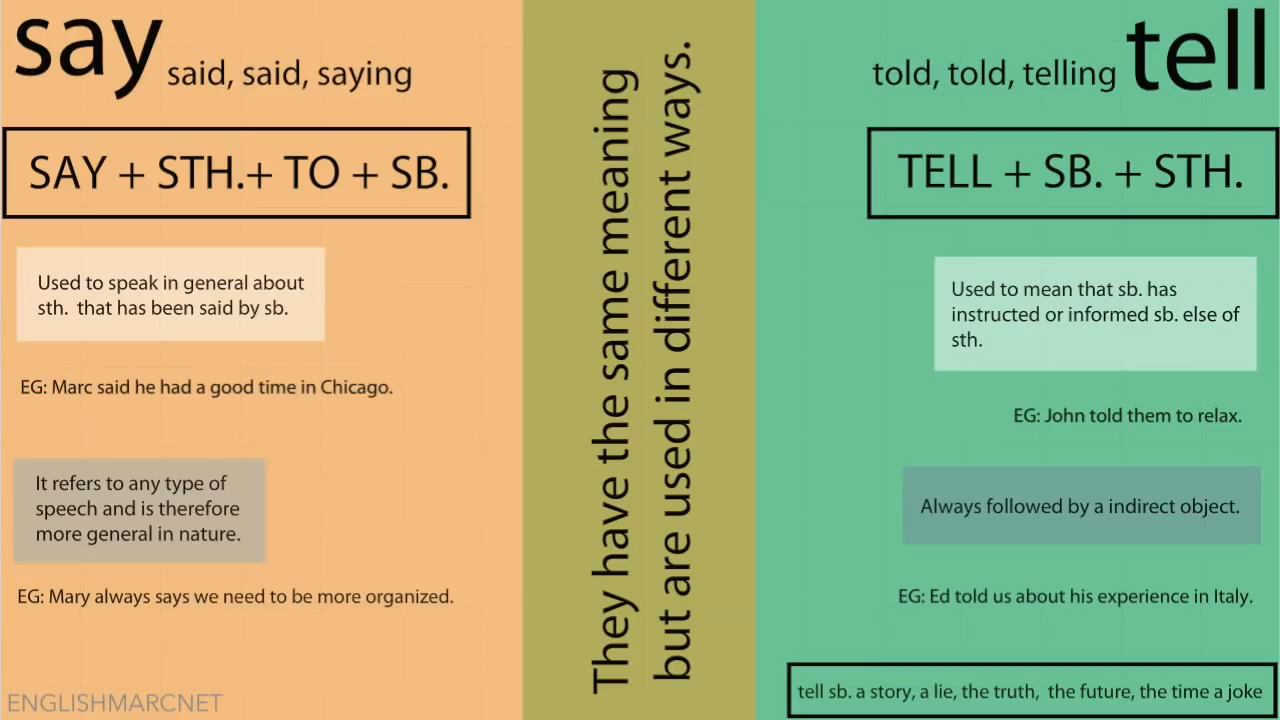 say said, said, saying
SAY + STH.+ TO + SB.
Used to speak in general about
sth. that has been said by sb.
EG: Marc said he had a good time in Chicago.
It refers to any type of
speech and is therefore
more general in nature.
EG: Mary always says we need to be more organized.
ENGLISHMARCNET
They have the same meaning
but are used in different ways.
told, told, telling tell
TELL + SB. + STH.
Used to mean that sb. has
instructed or informed sb. else of
sth.
EG: John told them to relax.
Always followed by a indirect object.
EG: Ed told us about his experience in Italy.
tell sb. a story, a lie, the truth, the future, the time a joke